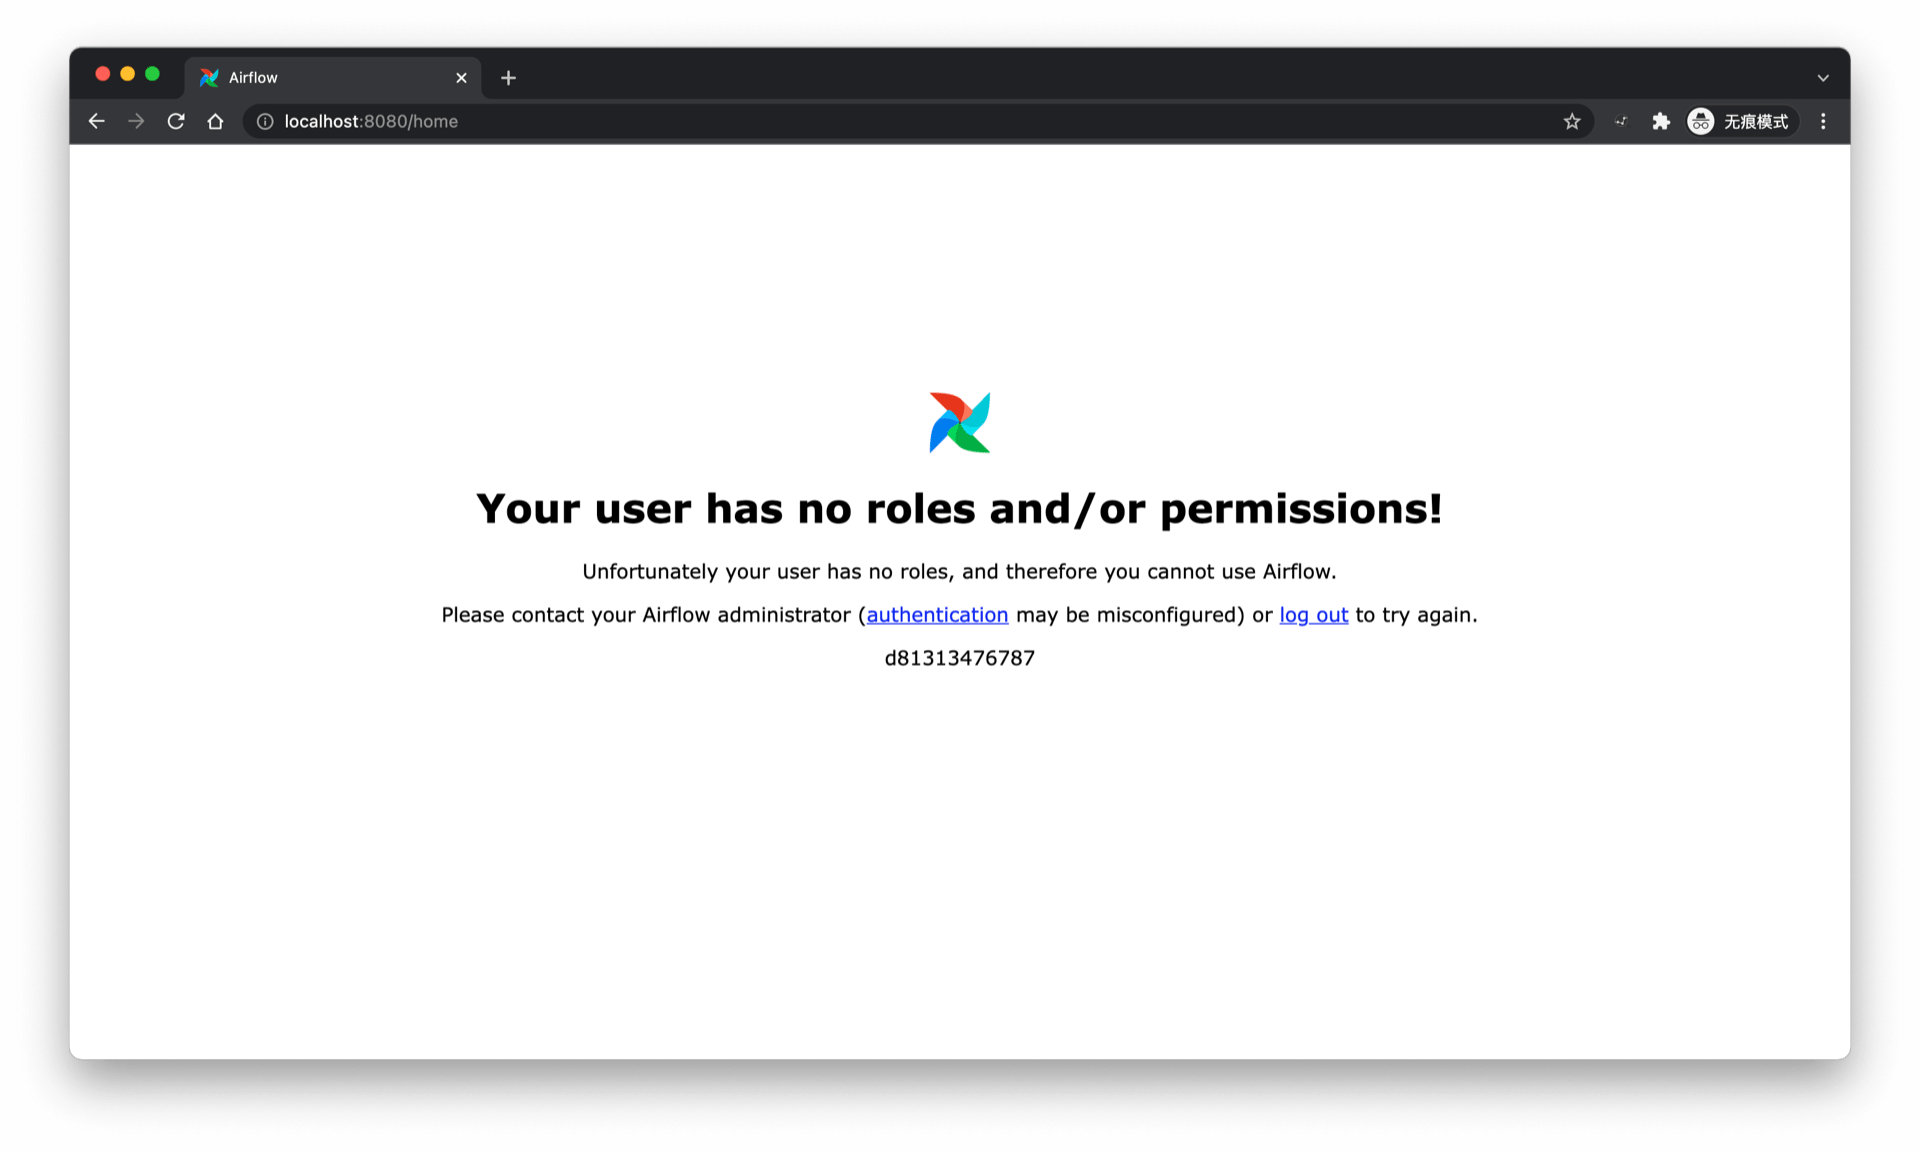 Airflow
localhost:8080/home
无痕模式
Your user has no roles and/or permissions!
Unfortunately your user has no roles, and therefore you cannot use Airflow.
Please contact your Airflow administrator (authentication may be misconfigured) or log out to try again.
d81313476787